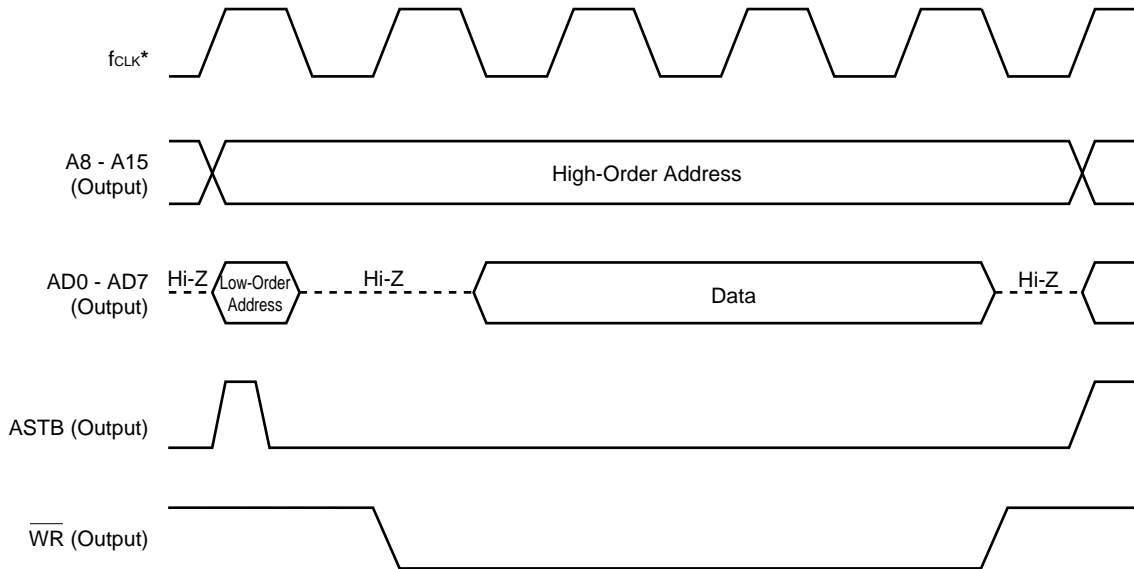 fCLK*
A8 - A15
(Output)
High-Order Address
AD0 - AD7
(Output)
Hi-Z
Low-Order
Address
Hi-Z
Data
Hi-Z
ASTB (Output)
WR (Output)